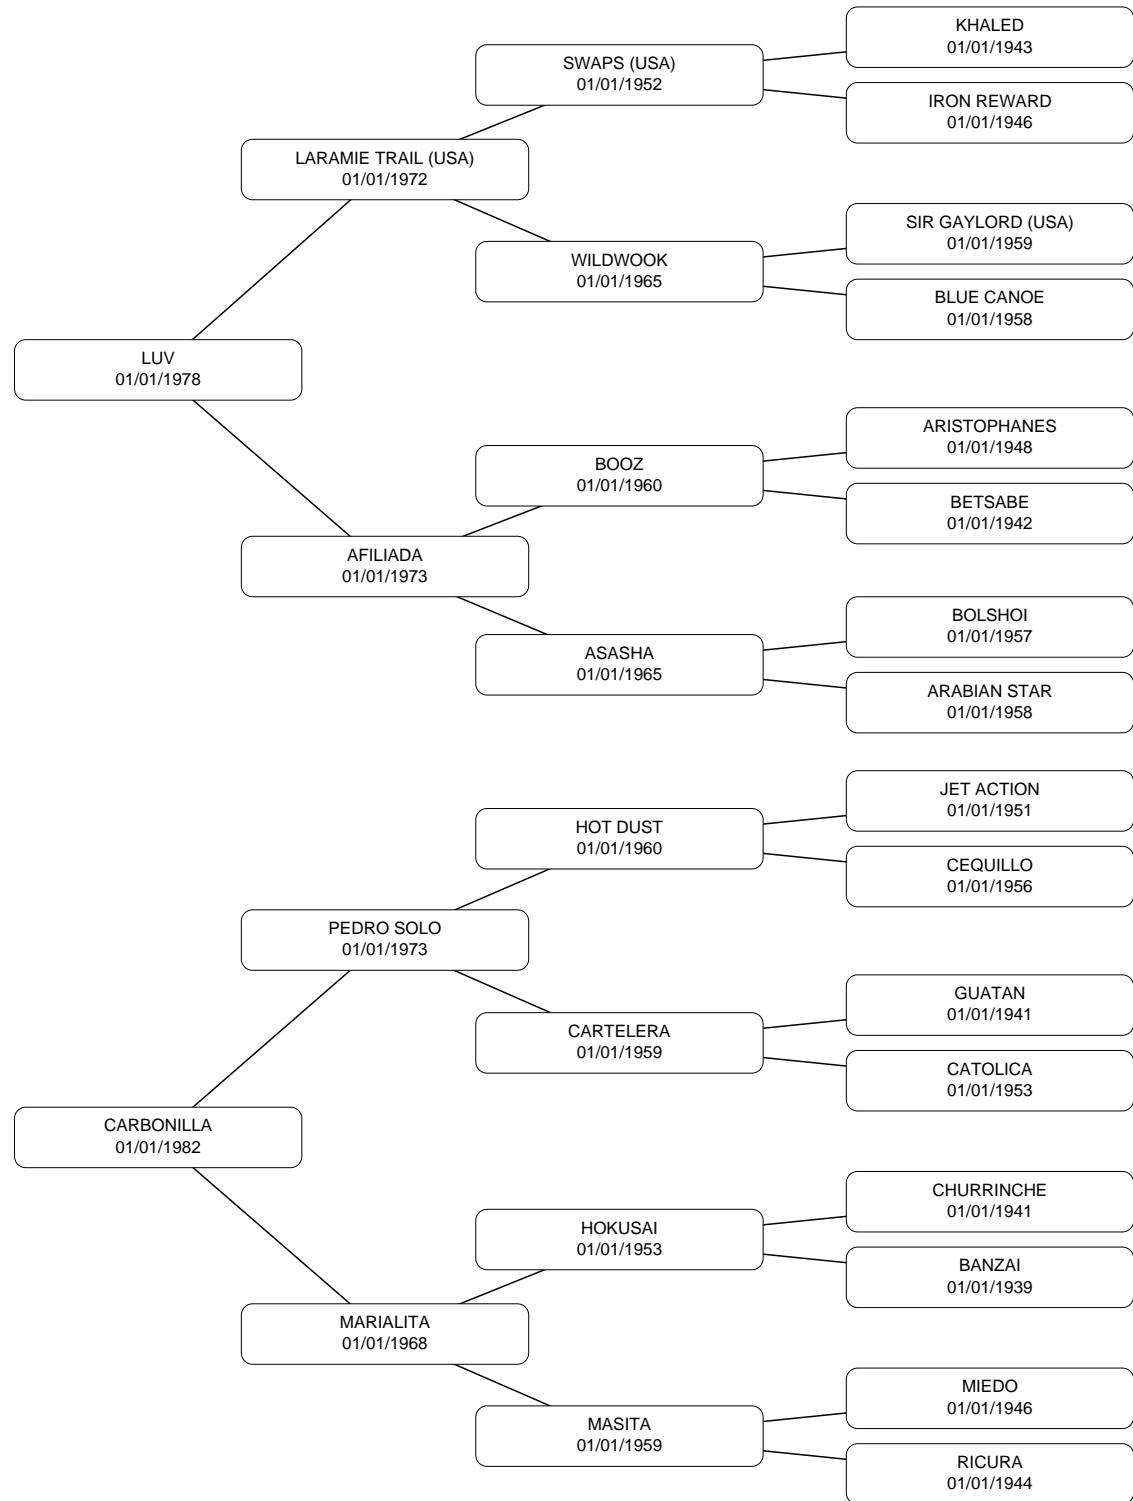 KHALED
01/01/1943
SWAPS (USA)
01/01/1952
IRON REWARD
01/01/1946
LARAMIE TRAIL (USA)
01/01/1972
SIR GAYLORD (USA)
01/01/1959
WILDWOOK
01/01/1965
BLUE CANOE
01/01/1958
LUV
01/01/1978
ARISTOPHANES
01/01/1948
BOOZ
01/01/1960
BETSABE
01/01/1942
AFILIADA
01/01/1973
BOLSHOI
01/01/1957
ASASHA
01/01/1965
ARABIAN STAR
01/01/1958
JET ACTION
01/01/1951
HOT DUST
01/01/1960
CEQUILLO
01/01/1956
PEDRO SOLO
01/01/1973
GUATAN
01/01/1941
CARTELERA
01/01/1959
CATOLICA
01/01/1953
CARBONILLA
01/01/1982
CHURRINCHE
01/01/1941
HOKUSAI
01/01/1953
BANZAI
01/01/1939
MARIALITA
01/01/1968
MIEDO
01/01/1946
MASITA
01/01/1959
RICURA
01/01/1944